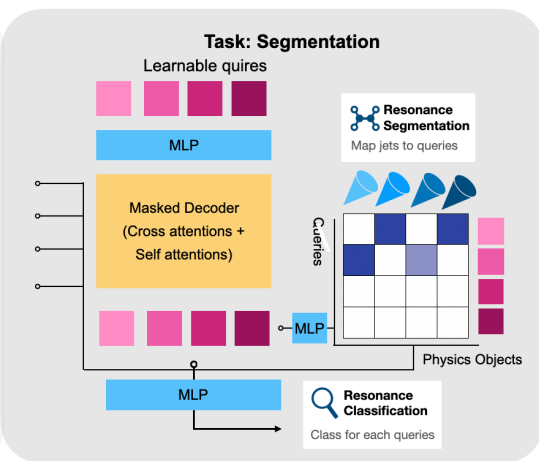 Task: Segmentation
Learnable quires
MLP
Masked Decoder
(Cross attentions +
Self attentions)
Resonance
Segmentation
Map jets to queries
Queries
MLP
Physics Objects
MLP
Resonance
Classification
Class for each queries